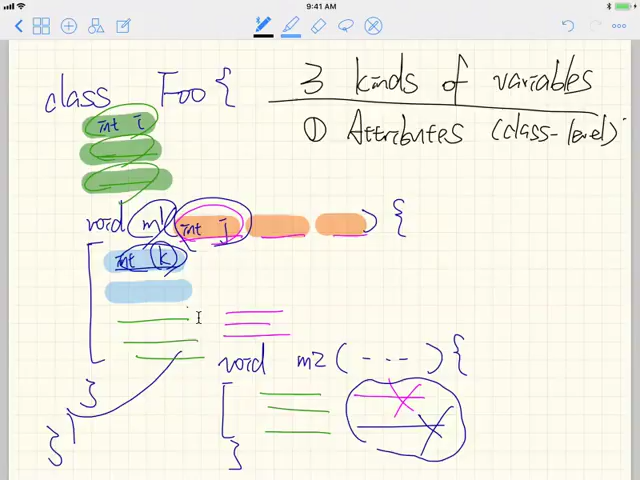 9:41 AM
class Foo {
3 kinds of variables
① Attributes (class-level)
int i
void m1 (int j ) {
int k
void m2 ( ---- ) {
}
}
}